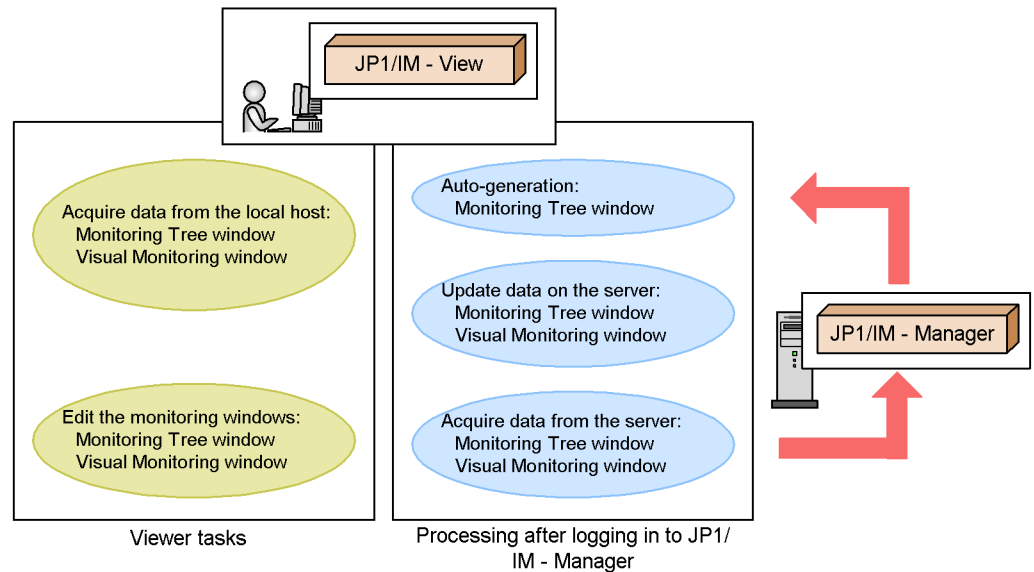 JP1/IM - View
Acquire data from the local host:
Monitoring Tree window
Visual Monitoring window
Edit the monitoring windows:
Monitoring Tree window
Visual Monitoring window
Viewer tasks
Auto-generation:
Monitoring Tree window
Update data on the server:
Monitoring Tree window
Visual Monitoring window
Acquire data from the server:
Monitoring Tree window
Visual Monitoring window
Processing after logging in to JP1/
IM - Manager
JP1/IM - Manager